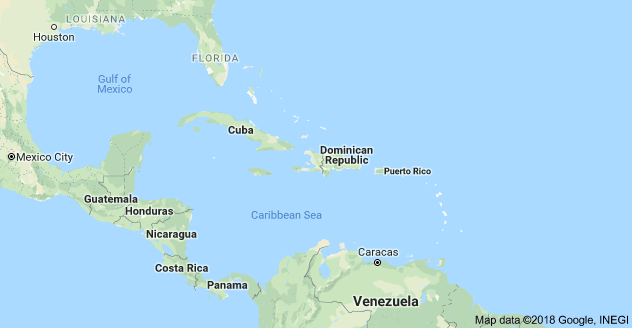 LOUISIANA
Houston
FLORIDA
Gulf of
Mexico
Cuba
Mexico City
Dominican
Republic
Puerto Rico
Guatemala
Honduras
Caribbean Sea
Nicaragua
Caracas
Costa Rica
Panama
Venezuela
Map data ©2018 Google, INEGI